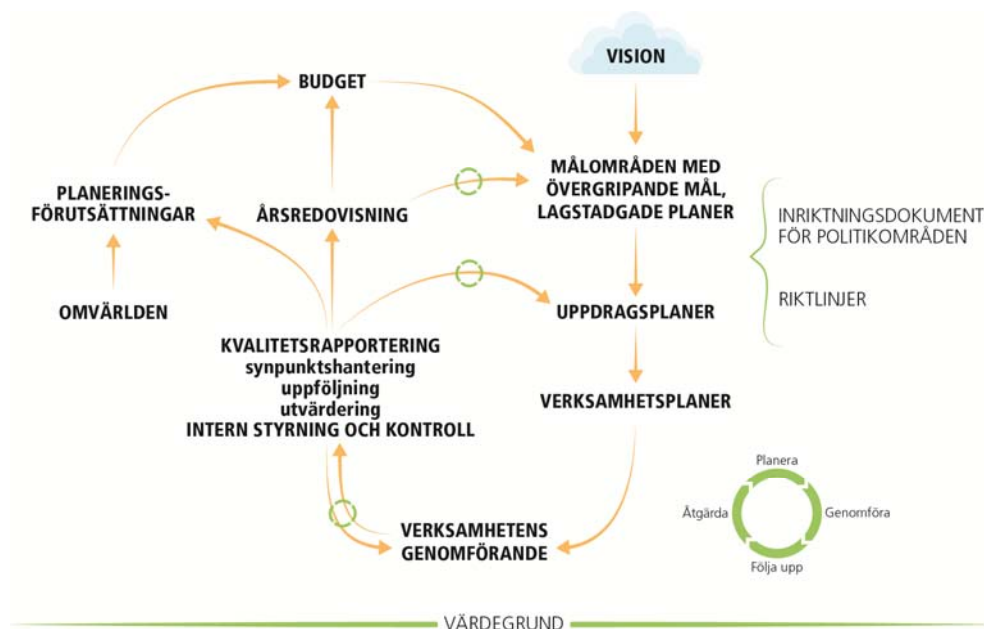 VISION
BUDGET
MÅLOMRÅDEN MED
ÖVERGRIPANDE MÅL,
LAGSTADGADE PLANER
PLANERINGS-
FÖRUTSÄTTNINGAR
ÅRSREDOVISNING
INRIKTNINGSDOKUMENT
FÖR POLITIKOMRÅDEN
RIKTLINJER
OMVÄRLDEN
UPPDRAGSPLANER
KVALITETSRAPPORTERING
synpunktshantering
uppföljning
utvärdering
INTERN STYRNING OCH KONTROLL
VERKSAMHETSPLANER
VERKSAMHETENS
GENOMFÖRANDE
Planera
Åtgärda
Genomföra
Följa upp
VÄRDEGRUND